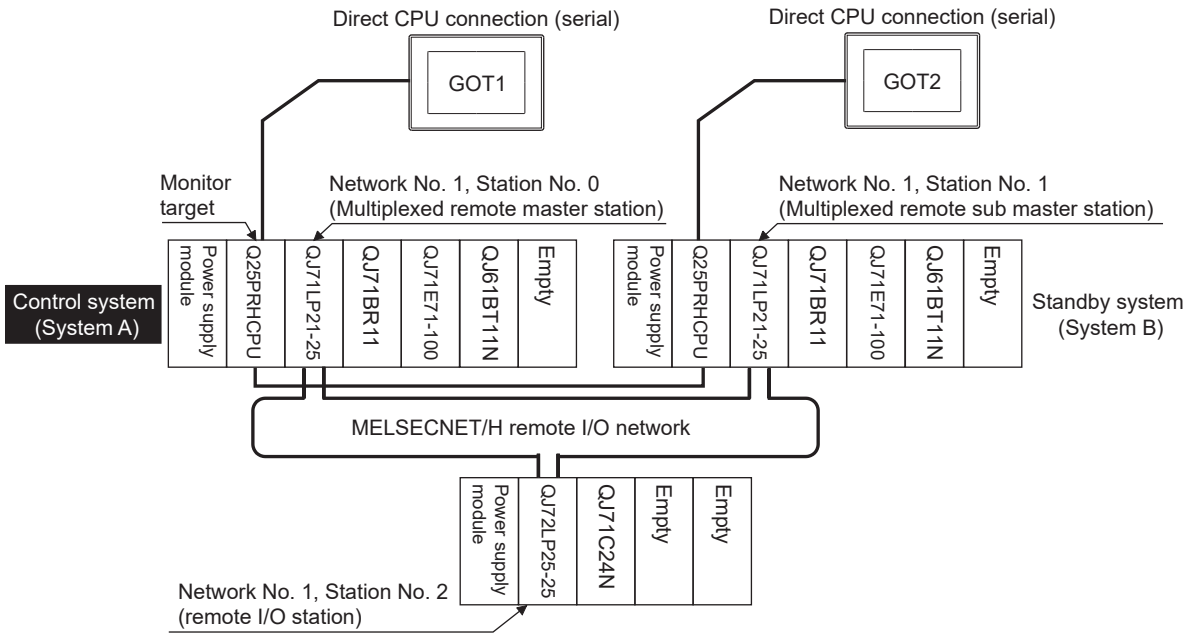 Direct CPU connection (serial)
Direct CPU connection (serial)
GOT1
GOT2
Monitor
target
Network No. 1, Station No. 0
(Multiplexed remote master station)
Network No. 1, Station No. 1
(Multiplexed remote sub master station)
Control system
(System A)
Power supply
module
Q25PRHCPU
QJ71LP21-25
QJ71BR11
QJ71E71-100
QJ61BT11N
Empty
Power supply
module
Q25PRHCPU
QJ71LP21-25
QJ71BR11
QJ71E71-100
QJ61BT11N
Empty
Standby system
(System B)
MELSECNET/H remote I/O network
Power supply
module
QJ72LP25-25
QJ71C24N
Empty
Empty
Network No. 1, Station No. 2
(remote I/O station)